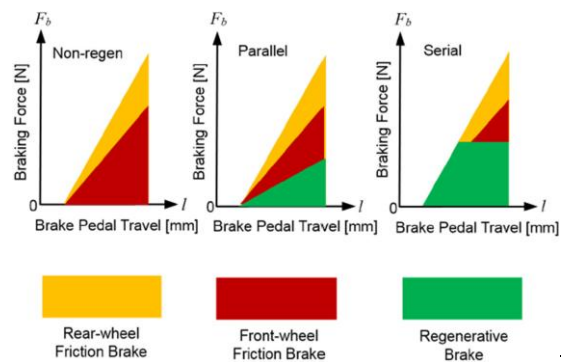 F_b
Non-regen
Braking Force [N]
0
l
Brake Pedal Travel [mm]
F_b
Parallel
Braking Force [N]
0
l
Brake Pedal Travel [mm]
F_b
Serial
Braking Force [N]
0
l
Brake Pedal Travel [mm]
Rear-wheel
Friction Brake
Front-wheel
Friction Brake
Regenerative
Brake